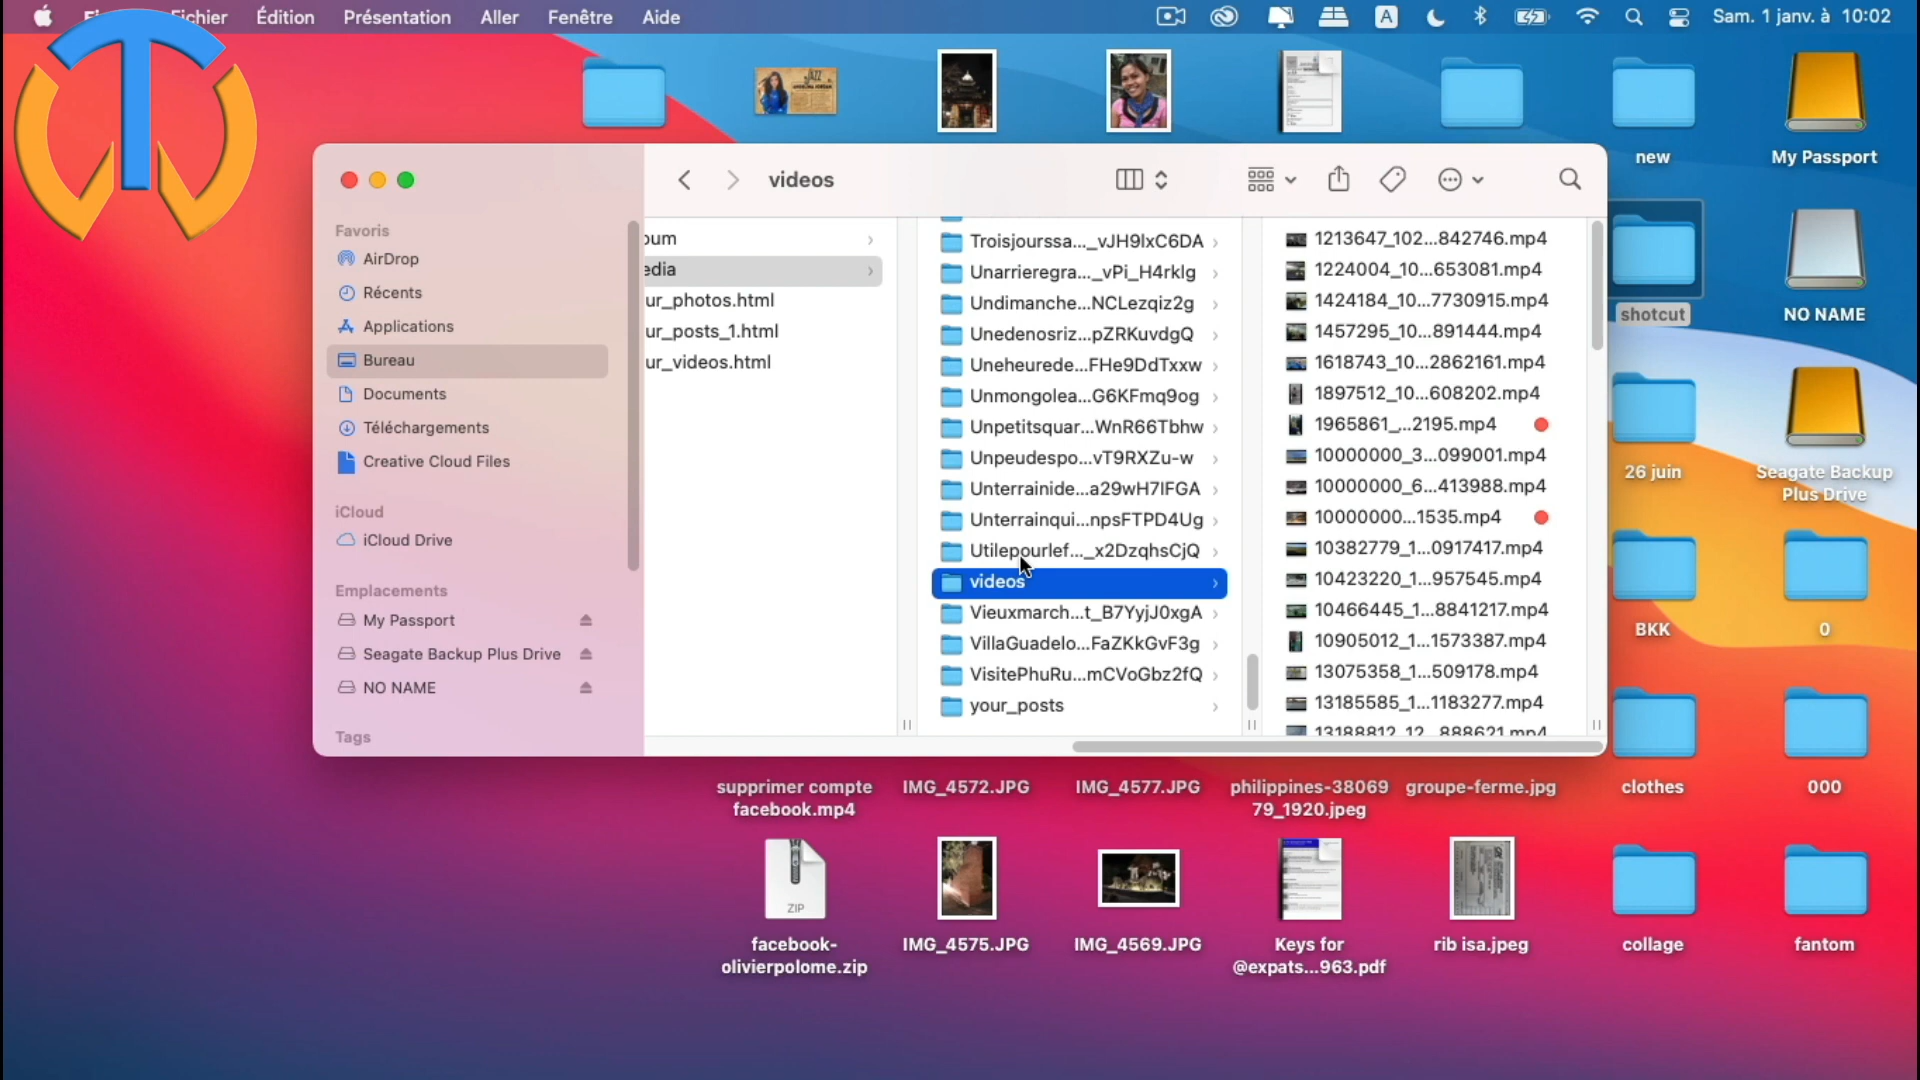 Fichier Édition Présentation Aller Fenêtre Aide
A
Sam. 1 janv. à 10:02
new
My Passport
shotcut
NO NAME
26 juin
Seagate Backup
Plus Drive
BKK
0
clothes
000
collage
fantom
videos
Favoris
AirDrop
Récents
Applications
Bureau
Documents
Téléchargements
Creative Cloud Files
iCloud
iCloud Drive
Emplacements
My Passport
Seagate Backup Plus Drive
NO NAME
Tags
bum
edia
ur_photos.html
ur_posts_1.html
ur_videos.html
Troisjourssa..._vJH9lxC6DA
Unarrieregra..._vPi_H4rklg
Undimanche...NCLezqiz2g
Unedenosriz...pZRKuvdgQ
Uneheurede...FHe9DdTxxw
Unmongolea...G6KFmq9og
Unpetitsquar...WnR66Tbhw
Unpeudespo...vT9RXZu-w
Unterrainide...a29wH7lFGA
Unterrainqui...npsFTPD4Ug
Utilepourlef..._x2DzqhsCjQ
videos
Vieuxmarch...t_B7YyjJ0xgA
VillaGuadelo...FaZKkGvF3g
VisitePhuRu...mCVoGbz2fQ
your_posts
1213647_102...842746.mp4
1224004_10...653081.mp4
1424184_10...7730915.mp4
1457295_10...891444.mp4
1618743_10...2862161.mp4
1897512_10...608202.mp4
1965861_...2195.mp4
10000000_3...099001.mp4
10000000_6...413988.mp4
10000000...1535.mp4
10382779_1...0917417.mp4
10423220_1...957545.mp4
10466445_1...8841217.mp4
10905012_1...1573387.mp4
13075358_1...509178.mp4
13185585_1...1183277.mp4
13188812_12...888621.mp4
supprimer compte
facebook.mp4
IMG_4572.JPG
IMG_4577.JPG
philippines-38069
79_1920.jpeg
groupe-ferme.jpg
ZIP
facebook-
olivierpolome.zip
IMG_4575.JPG
IMG_4569.JPG
Keys for
@expats...963.pdf
rib isa.jpeg